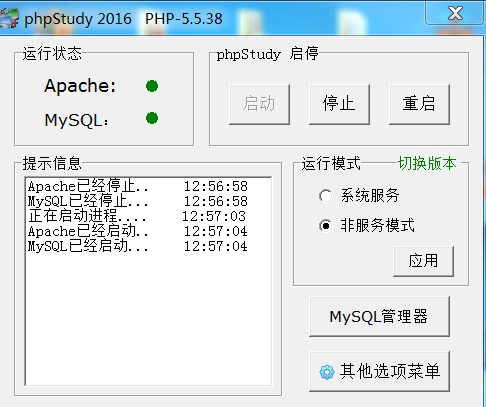 phpStudy 2016 PHP-5.5.38
运行状态
Apache:
MySQL:
phpStudy 启停
启动 停止 重启
提示信息
Apache已经停止.. 12:56:58
MySQL已经停止... 12:56:58
正在启动进程.... 12:57:03
Apache已经启动.. 12:57:04
MySQL已经启动... 12:57:04
运行模式 切换版本
系统服务
非服务模式
应用
MySQL管理器
其他选项菜单